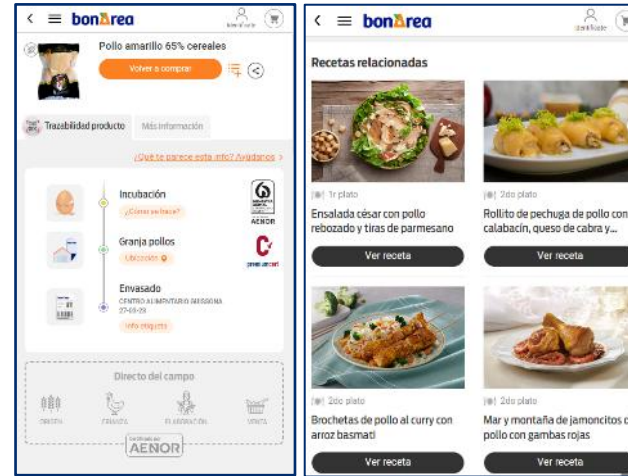 bonÀrea
Identifícate
Pollo amarillo 65% cereales
Volver a comprar
Trazabilidad producto
Más información
¿Qué te parece esta info? Ayúdanos >
Incubación
¿Cómo se hace?
AENOR
Granja pollos
Ubicación
Envasado
CENTRO ALIMENTARIO GUISSONA
27-03-23
Info etiqueta
Directo del campo
ORIGEN
CRIANZA
ELABORACIÓN
VENTA
AENOR
bonÀrea
Identifícate
Recetas relacionadas
1r plato
Ensalada césar con pollo
rebozado y tiras de parmesano
Ver receta
2do plato
Rollito de pechuga de pollo con
calabacín, queso de cabra y...
Ver receta
2do plato
Brochetas de pollo al curry con
arroz basmati
Ver receta
2do plato
Mar y montaña de jamoncitos d
pollo con gambas rojas
Ver receta